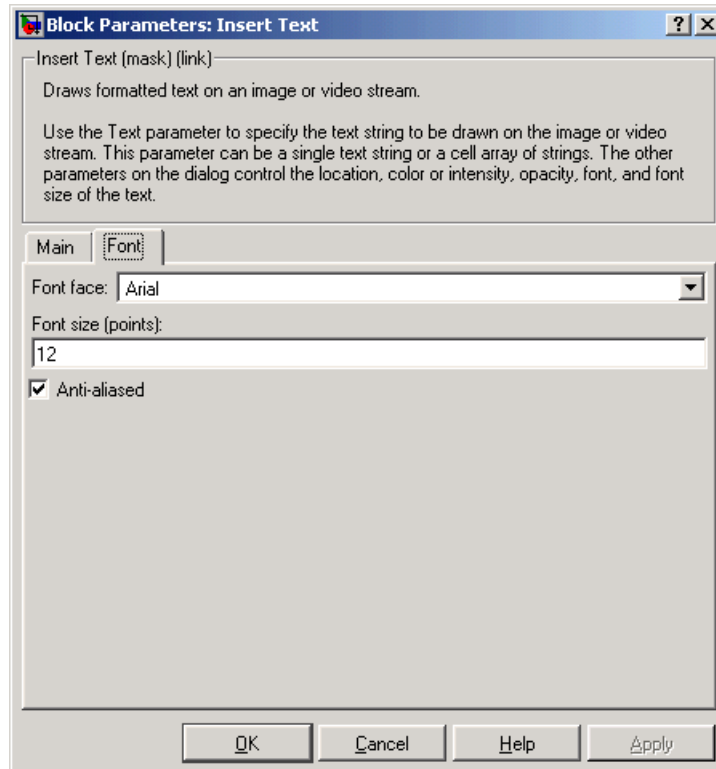 Block Parameters: Insert Text
Insert Text (mask) (link)
Draws formatted text on an image or video stream.
Use the Text parameter to specify the text string to be drawn on the image or video
stream. This parameter can be a single text string or a cell array of strings. The other
parameters on the dialog control the location, color or intensity, opacity, font, and font
size of the text.
Main Font
Font face: Arial
Font size (points):
12
Anti-aliased
OK Cancel Help Apply